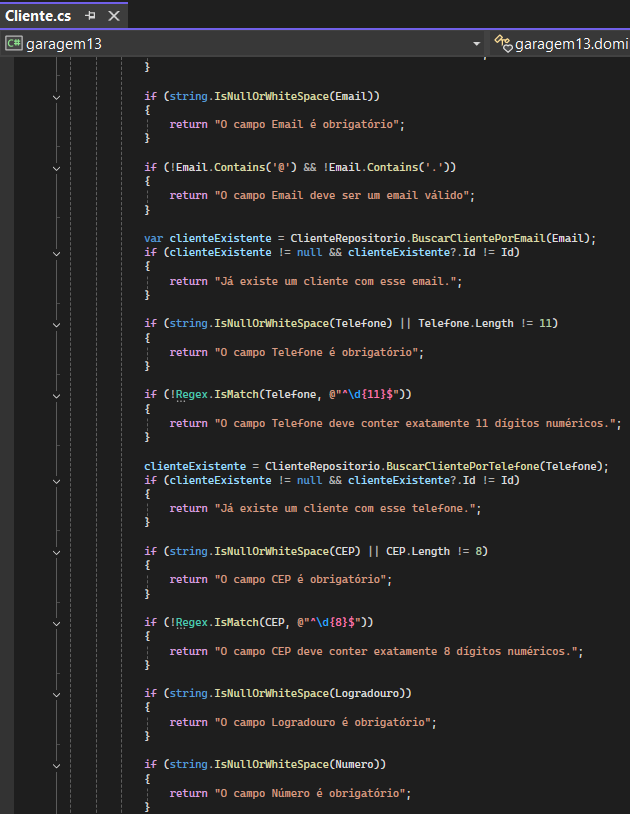 Cliente.cs
C# garagem13 garagem13.domi
}
if (string.IsNullOrWhiteSpace(Email))
{
return "O campo Email é obrigatório";
}
if (!Email.Contains('@') && !Email.Contains('.'))
{
return "O campo Email deve ser um email válido";
}
var clienteExistente = ClienteRepositorio.BuscarClientePorEmail(Email);
if (clienteExistente != null && clienteExistente?.Id != Id)
{
return "Já existe um cliente com esse email.";
}
if (string.IsNullOrWhiteSpace(Telefone) || Telefone.Length != 11)
{
return "O campo Telefone é obrigatório";
}
if (!Regex.IsMatch(Telefone, @"^\d{11}$"))
{
return "O campo Telefone deve conter exatamente 11 dígitos numéricos.";
}
clienteExistente = ClienteRepositorio.BuscarClientePorTelefone(Telefone);
if (clienteExistente != null && clienteExistente?.Id != Id)
{
return "Já existe um cliente com esse telefone.";
}
if (string.IsNullOrWhiteSpace(CEP) || CEP.Length != 8)
{
return "O campo CEP é obrigatório";
}
if (!Regex.IsMatch(CEP, @"^\d{8}$"))
{
return "O campo CEP deve conter exatamente 8 dígitos numéricos.";
}
if (string.IsNullOrWhiteSpace(Logradouro))
{
return "O campo Logradouro é obrigatório";
}
if (string.IsNullOrWhiteSpace(Numero))
{
return "O campo Número é obrigatório";
}